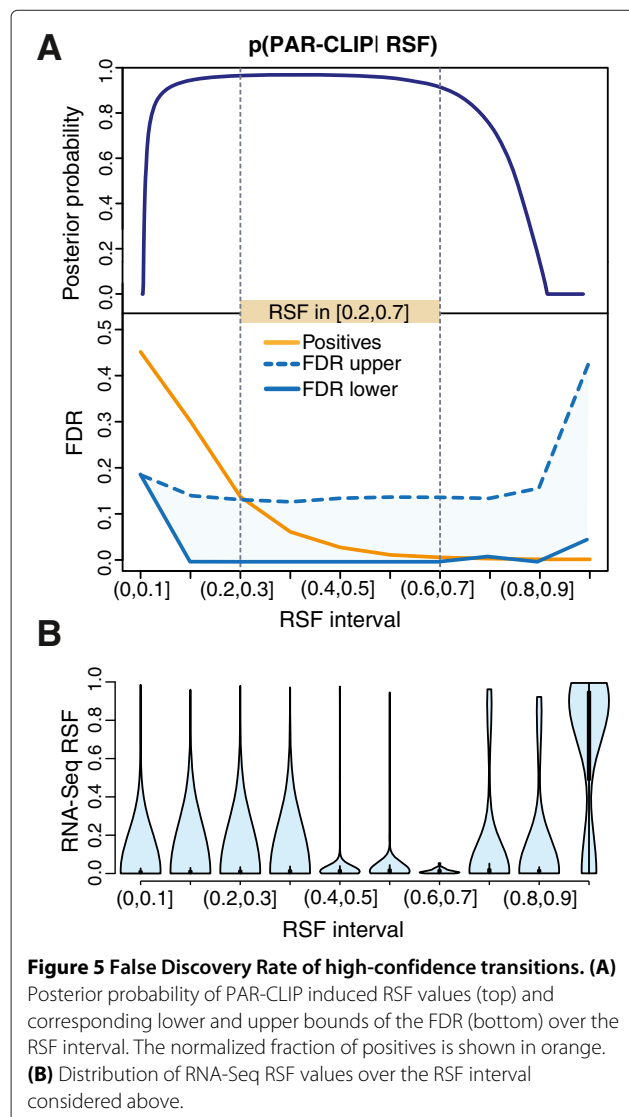 A
p(PAR-CLIP| RSF)
Posterior probability
0.0 0.2 0.4 0.6 0.8 1.0
RSF in [0.2,0.7]
Positives
FDR upper
FDR lower
FDR
0.0 0.1 0.2 0.3 0.4 0.5
(0,0.1] (0.2,0.3] (0.4,0.5] (0.6,0.7] (0.8,0.9]
RSF interval
B
RNA-Seq RSF
0.0 0.2 0.4 0.6 0.8 1.0
(0,0.1] (0.2,0.3] (0.4,0.5] (0.6,0.7] (0.8,0.9]
RSF interval
Figure 5 False Discovery Rate of high-confidence transitions. (A)
Posterior probability of PAR-CLIP induced RSF values (top) and
corresponding lower and upper bounds of the FDR (bottom) over the
RSF interval. The normalized fraction of positives is shown in orange.
(B) Distribution of RNA-Seq RSF values over the RSF interval
considered above.